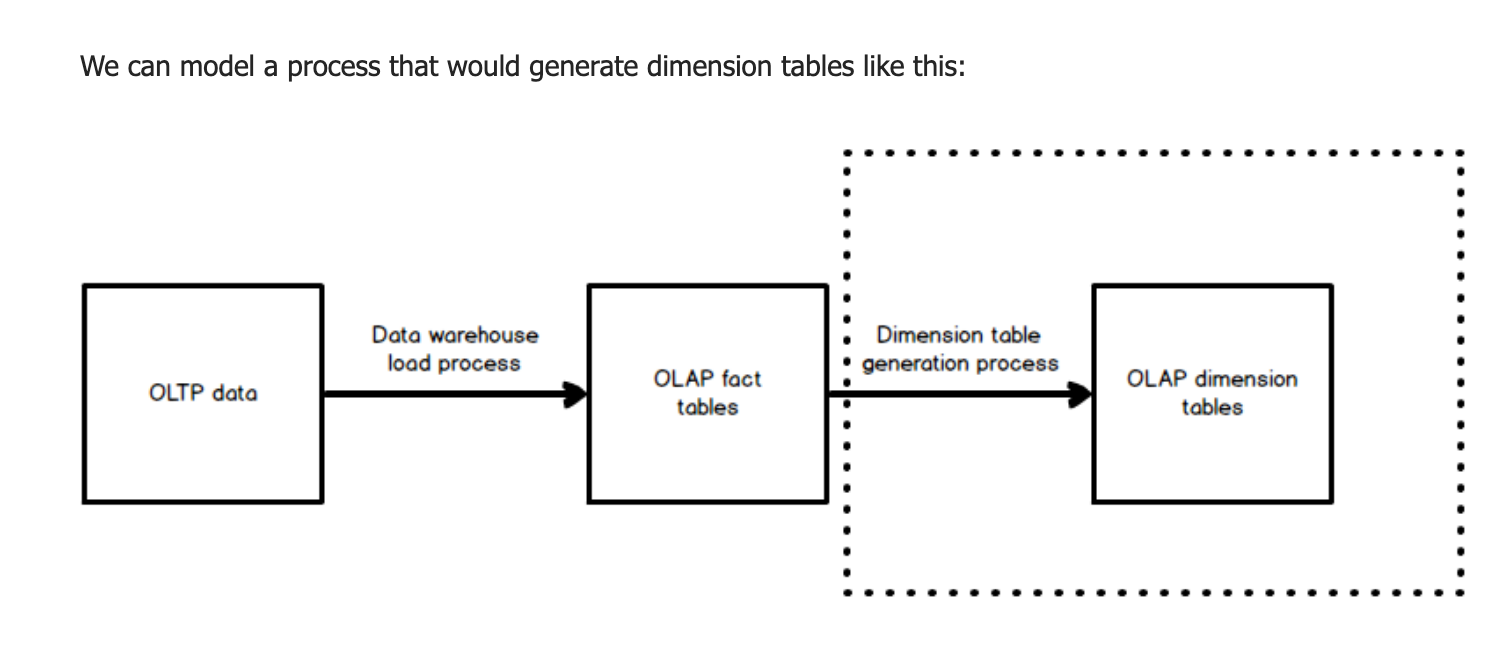 We can model a process that would generate dimension tables like this:
OLTP data
Data warehouse
load process
OLAP fact
tables
Dimension table
generation process
OLAP dimension
tables